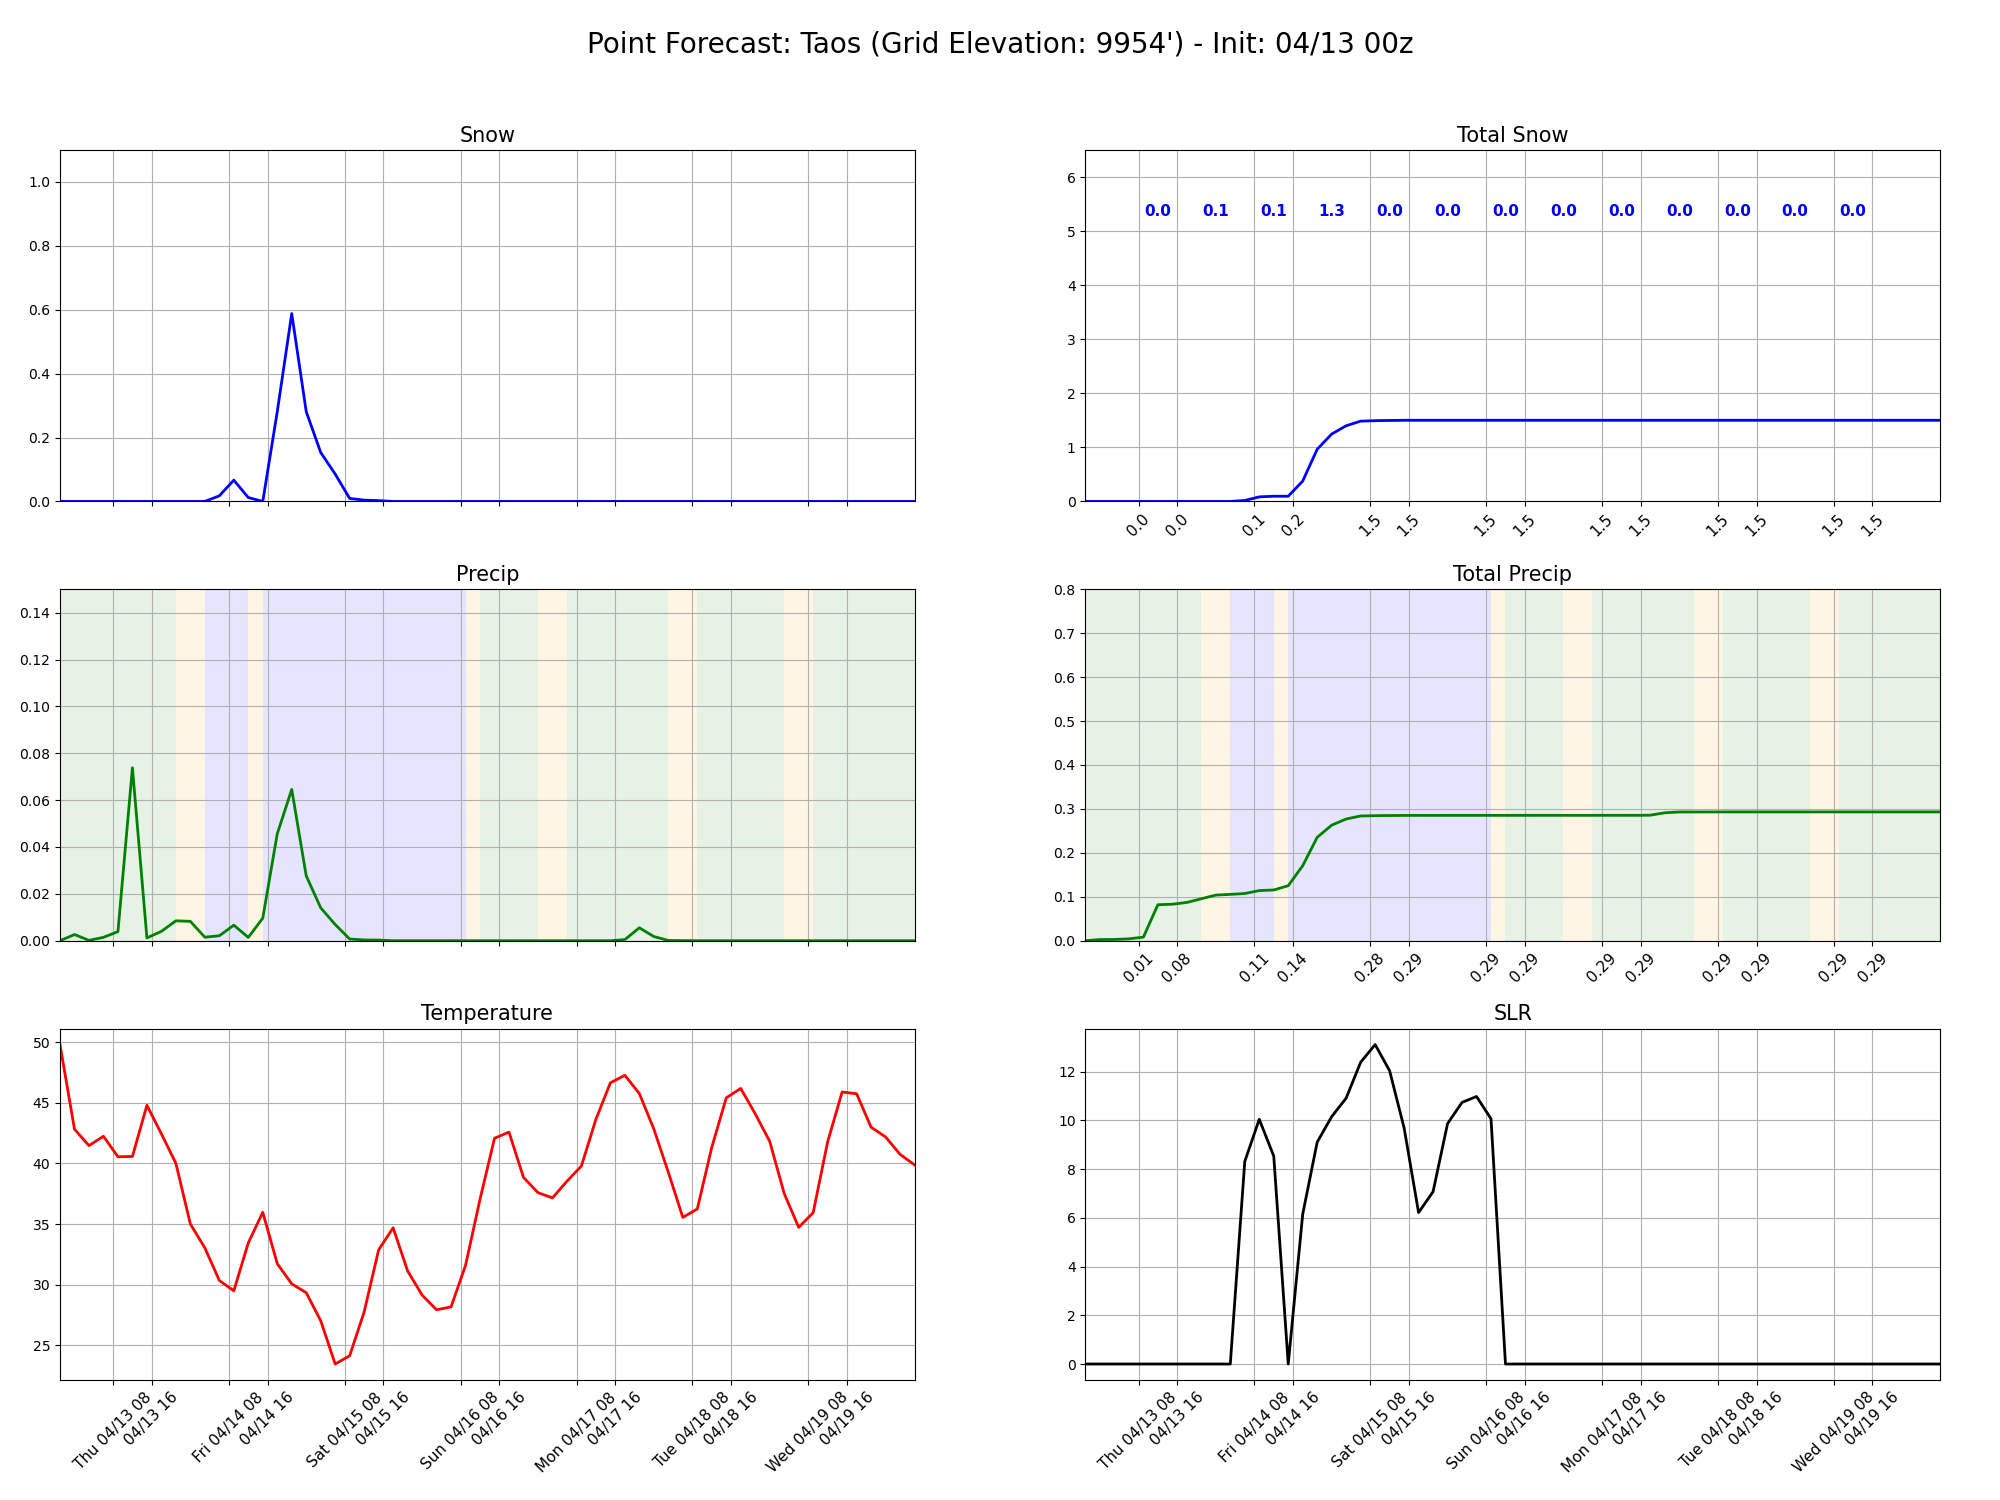 Point Forecast: Taos (Grid Elevation: 9954') - Init: 04/13 00z
Snow
1.0
0.8
0.6
0.4
0.2
0.0
Total Snow
6
5
4
3
2
1
0
0.0 0.1 0.1 1.3 0.0 0.0 0.0 0.0 0.0 0.0 0.0 0.0 0.0
0.0 0.0 0.1 0.2 1.5 1.5 1.5 1.5 1.5 1.5 1.5 1.5 1.5 1.5
Precip
0.14
0.12
0.10
0.08
0.06
0.04
0.02
0.00
Total Precip
0.8
0.7
0.6
0.5
0.4
0.3
0.2
0.1
0.0
0.01 0.08 0.11 0.14 0.28 0.29 0.29 0.29 0.29 0.29 0.29 0.29 0.29 0.29
Temperature
50
45
40
35
30
25
Thu 04/13 08
04/13 16
Fri 04/14 08
04/14 16
Sat 04/15 08
04/15 16
Sun 04/16 08
04/16 16
Mon 04/17 08
04/17 16
Tue 04/18 08
04/18 16
Wed 04/19 08
04/19 16
SLR
12
10
8
6
4
2
0
Thu 04/13 08
04/13 16
Fri 04/14 08
04/14 16
Sat 04/15 08
04/15 16
Sun 04/16 08
04/16 16
Mon 04/17 08
04/17 16
Tue 04/18 08
04/18 16
Wed 04/19 08
04/19 16